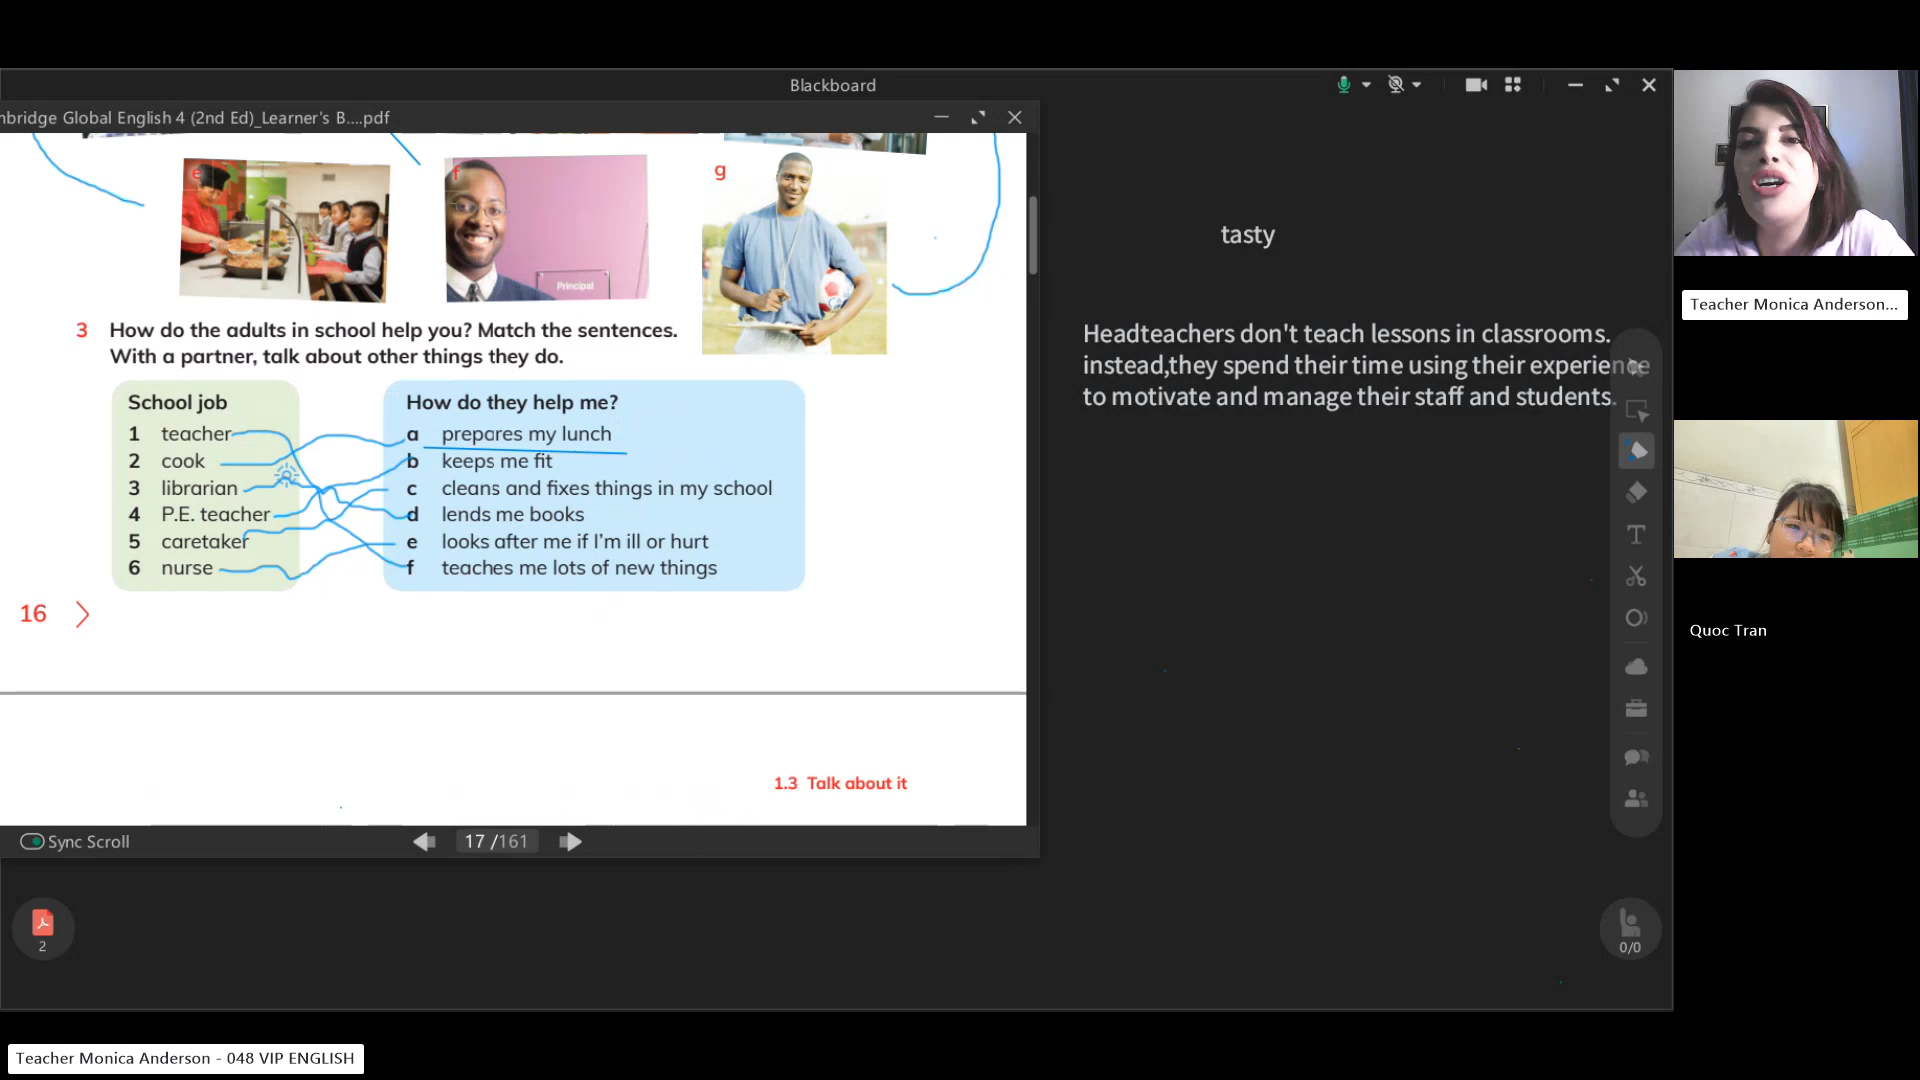 Blackboard
mbridge Global English 4 (2nd Ed)_Learner's B....pdf
e
f
g
Principal
3 How do the adults in school help you? Match the sentences.
With a partner, talk about other things they do.
School job
1 teacher
2 cook
3 librarian
4 P.E. teacher
5 caretaker
6 nurse
How do they help me?
a prepares my lunch
b keeps me fit
c cleans and fixes things in my school
d lends me books
e looks after me if I'm ill or hurt
f teaches me lots of new things
16
1.3 Talk about it
Sync Scroll
17 /161
2
tasty
Headteachers don't teach lessons in classrooms.
instead,they spend their time using their experience
to motivate and manage their staff and students.
0/0
Teacher Monica Anderson...
Quoc Tran
Teacher Monica Anderson - 048 VIP ENGLISH